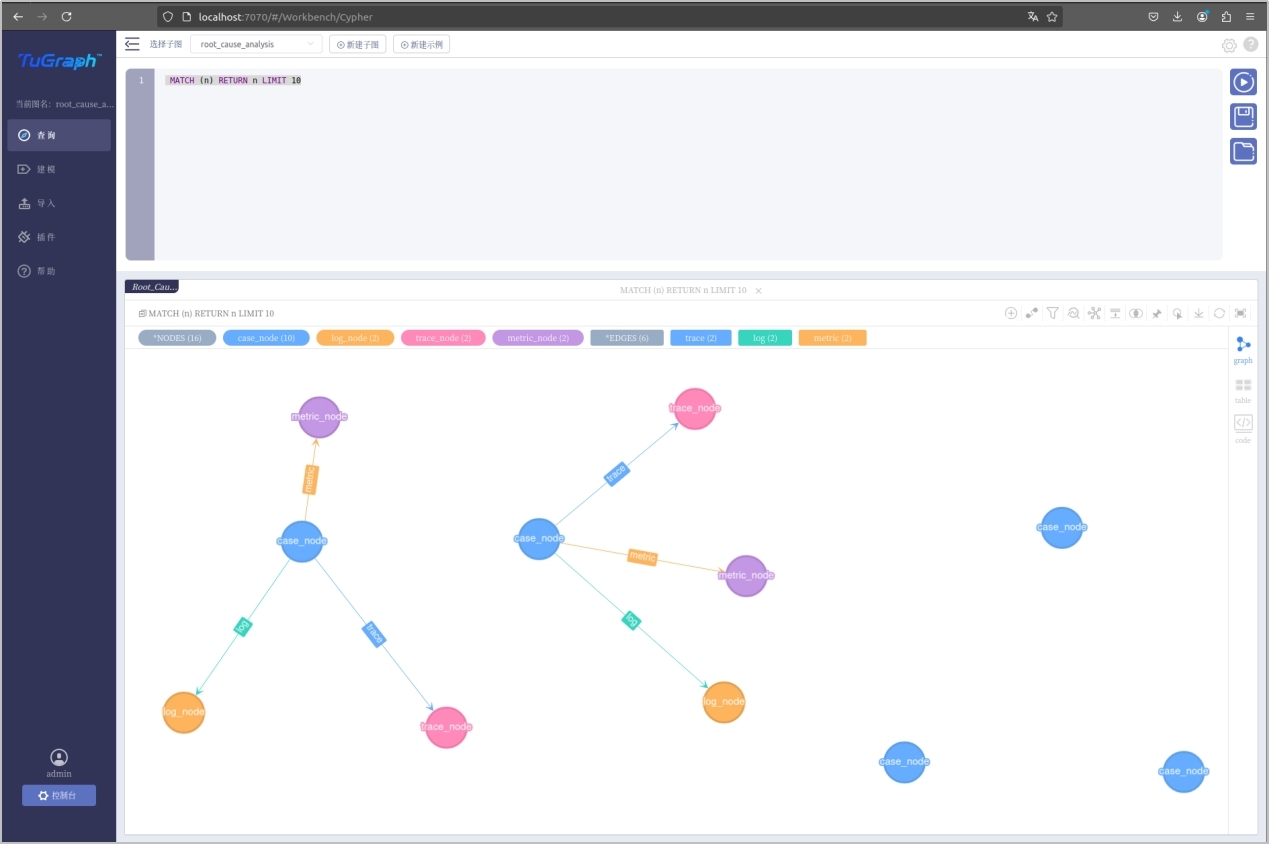 localhost:7070/#/Workbench/Cypher
TuGraph™
选择子图
root_cause_analysis
新建子图
新建示例
当前图名: root_cause_a...
查询
建模
导入
插件
帮助
admin
控制台
1 MATCH (n) RETURN n LIMIT 10
Root_Cau...
MATCH (n) RETURN n LIMIT 10
MATCH (n) RETURN n LIMIT 10
*NODES (16) case_node (10) log_node (2) trace_node (2) metric_node (2) *EDGES (6) trace (2) log (2) metric (2)
graph
table
code
metric_node
trace_node
metric
trace
case_node
case_node
case_node
metric
metric_node
log
trace
log
log_node
trace_node
log_node
case_node
case_node